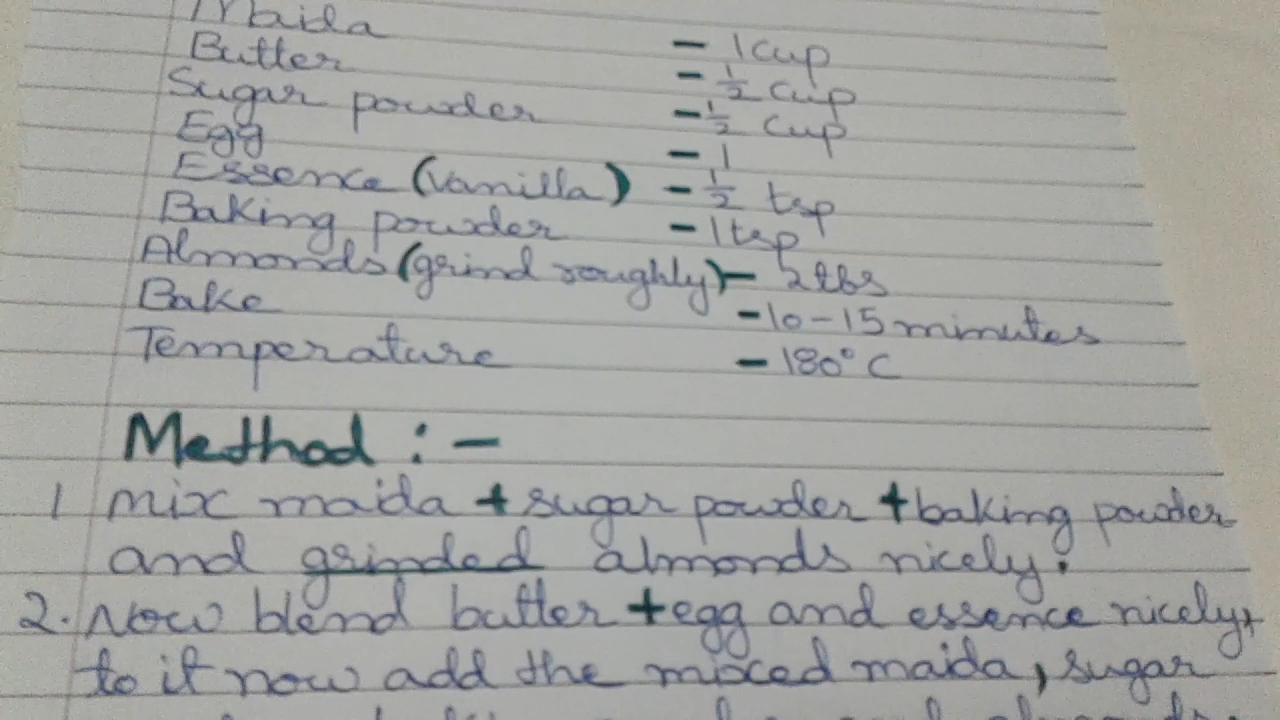 Maida - 1 cup
Butter - 1/2 cup
Sugar powder - 1/2 cup
Egg - 1
Essence (vanilla) - 1/2 tsp
Baking powder - 1 tsp
Almonds (grind roughly) - 2 tbs
Bake - 10-15 minutes
Temperature - 180°C
Method :-
1 Mix maida + sugar powder + baking powder
and grinded almonds nicely.
2. Now blend butter + egg and essence nicely,
to it now add the mixed maida, sugar